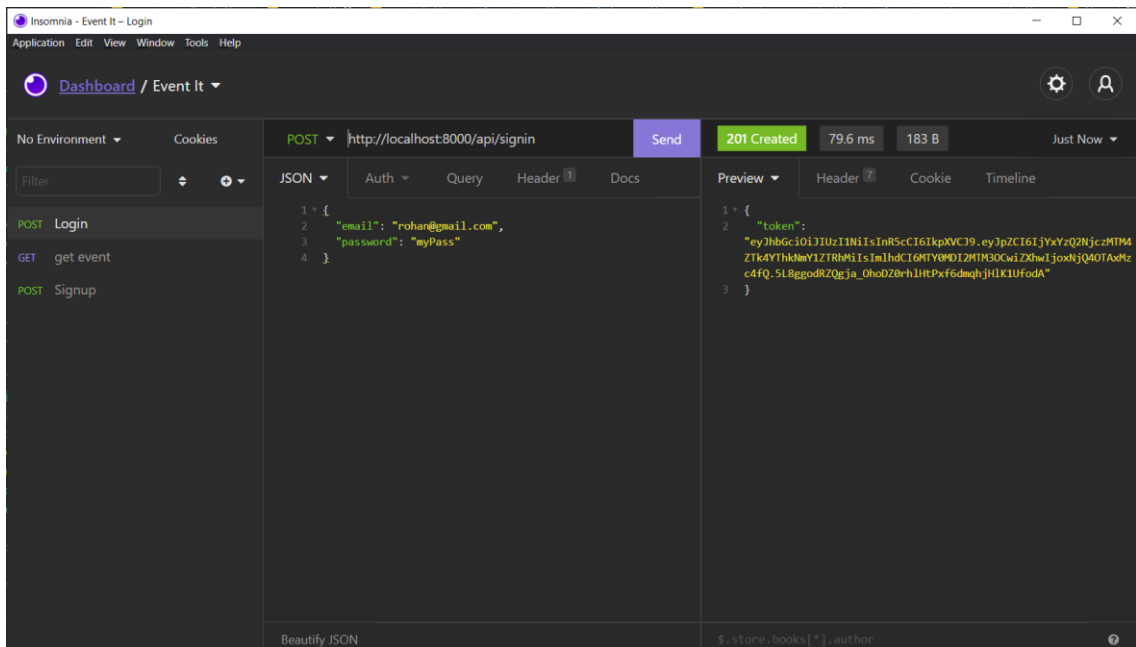 Insomnia - Event It – Login
Application Edit View Window Tools Help
Dashboard / Event It
No Environment Cookies
Filter
POST Login
GET get event
POST Signup
POST http://localhost:8000/api/signin Send
JSON Auth Query Header 1 Docs
1 {
2 "email": "rohan@gmail.com",
3 "password": "myPass"
4 }
Beautify JSON
201 Created 79.6 ms 183 B Just Now
Preview Header 7 Cookie Timeline
1 {
2 "token":
"eyJhbGciOiJIUzI1NiIsInR5cCI6IkpXVCJ9.eyJpZCI6IjYxYzQ2NjczMTM4
ZTk4YThkNmY1ZTRhMiIsImlhdCI6MTY0MDI2MTM3OCwiZXhwIjoxNjQ4OTAxMz
c4fQ.5L8ggodRZQgja_OhoDZ0rhlHtPxf6dmqhjHlK1UfodA"
3 }
$.store.books[*].author